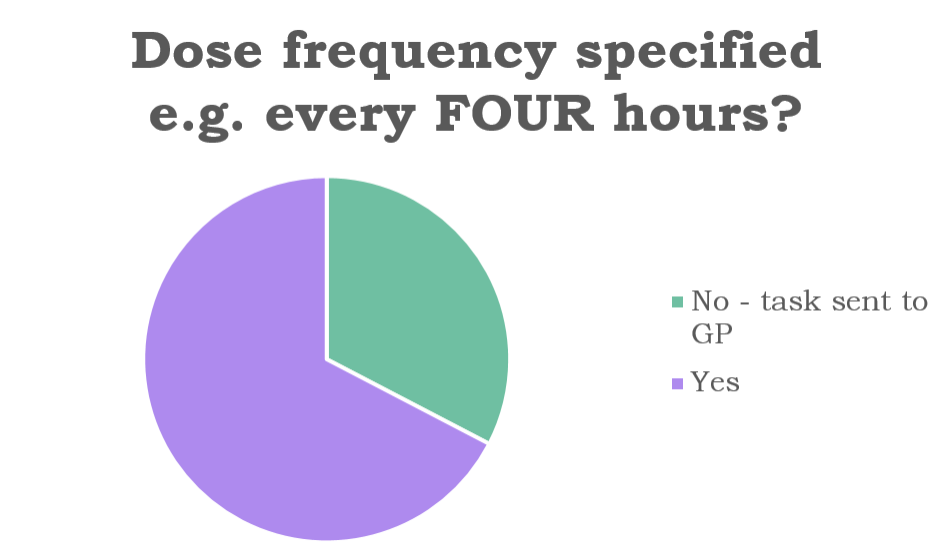 Dose frequency specified
e.g. every FOUR hours?
No - task sent to
GP
Yes